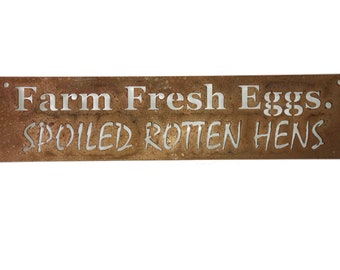 Farm Fresh Eggs.
SPOILED ROTTEN HENS